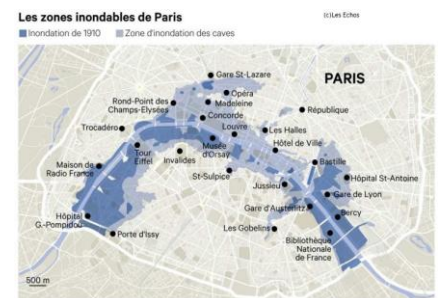 Les zones inondables de Paris
(c)Les Echos
Inondation de 1910
Zone d'inondation des caves
PARIS
Gare St-Lazare
Opéra
Rond-Point des
Champs-Elysées
Madeleine
République
Concorde
Trocadéro
Louvre
Les Halles
Hôtel de Ville
Musée
d'Orsay
Tour
Eiffel
Invalides
Bastille
Maison de
Radio France
St-Sulpice
Jussieu
Hôpital St-Antoine
Gare de Lyon
Gare d'Austerlitz
Bercy
Hôpital
G.-Pompidou
Les Gobelins
Porte d'Issy
Bibliothèque
Nationale
de France
500 m